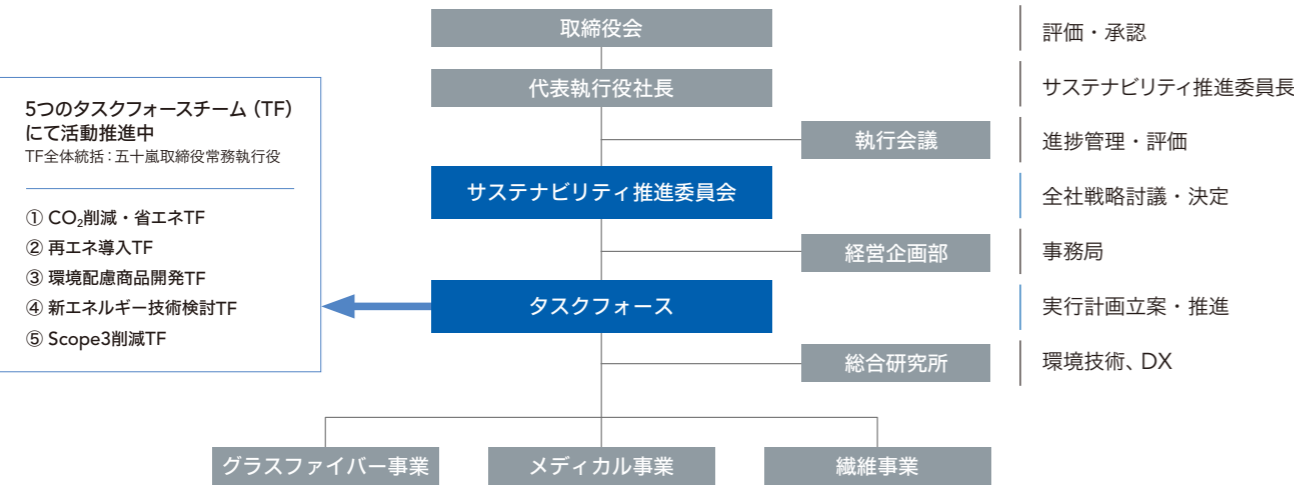 取締役会
評価・承認
代表執行役社長
サステナビリティ推進委員長
執行会議
進捗管理・評価
サステナビリティ推進委員会
全社戦略討議・決定
経営企画部
事務局
タスクフォース
実行計画立案・推進
総合研究所
環境技術、DX
5つのタスクフォースチーム（TF）
にて活動推進中
TF全体統括：五十嵐取締役常務執行役
① CO₂削減・省エネTF
② 再エネ導入TF
③ 環境配慮商品開発TF
④ 新エネルギー技術検討TF
⑤ Scope3削減TF
グラスファイバー事業
メディカル事業
繊維事業